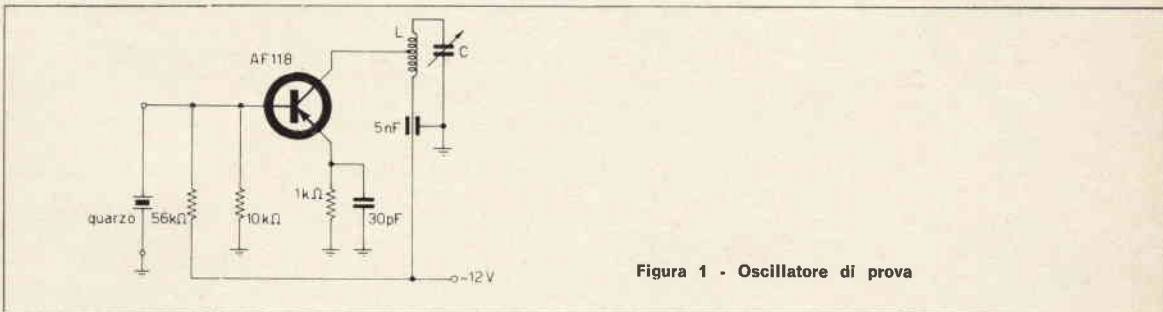 L
C
AF118
5nF
quarzo 56kΩ 10kΩ 1kΩ 30pF
-12V
Figura 1 - Oscillatore di prova